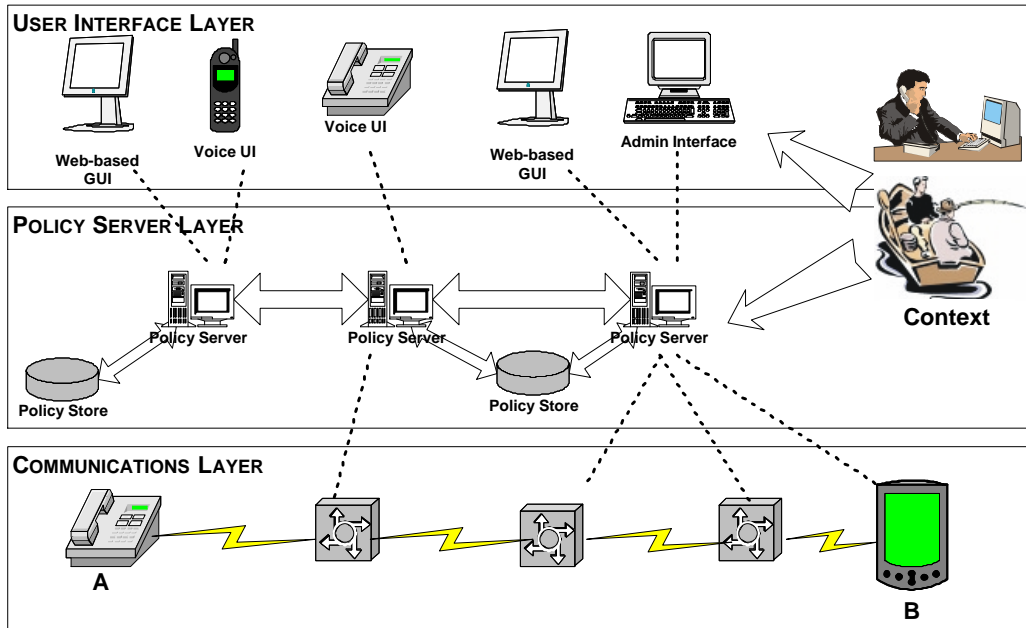 USER INTERFACE LAYER
Web-based
GUI
Voice UI
Voice UI
Web-based
GUI
Admin Interface
Context
POLICY SERVER LAYER
Policy Server
Policy Server
Policy Server
Policy Store
Policy Store
COMMUNICATIONS LAYER
A
B